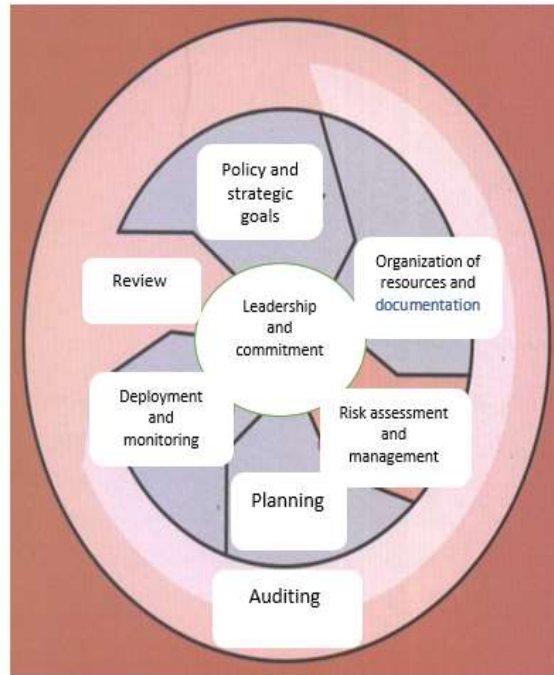 Policy and
strategic
goals
Organization of
resources and
documentation
Review
Leadership
and
commitment
Deployment
and
monitoring
Risk assessment
and
management
Planning
Auditing